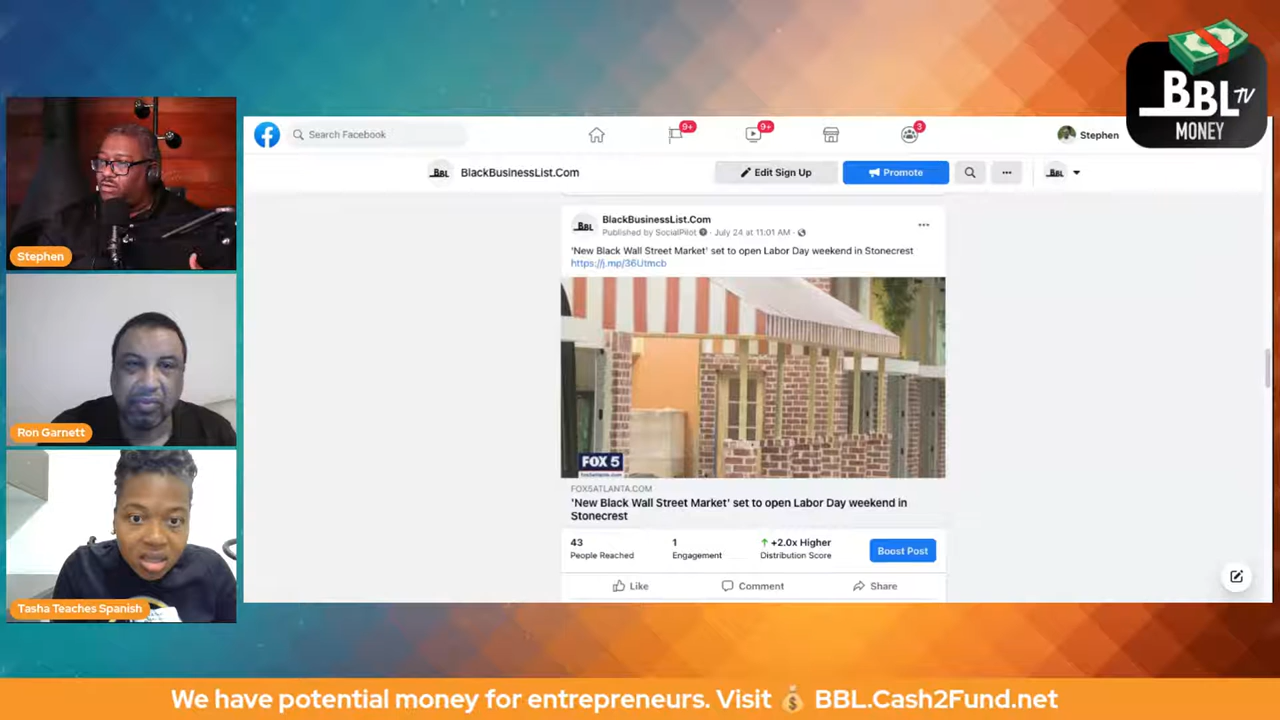 BBL TV
MONEY
Stephen
Ron Garnett
Tasha Teaches Spanish
Search Facebook
9+
9+
3
Stephen
BBL
BlackBusinessList.Com
Edit Sign Up
Promote
BBL
BBL
BlackBusinessList.Com
Published by SocialPilot · July 24 at 11:01 AM ·
'New Black Wall Street Market' set to open Labor Day weekend in Stonecrest
https://j.mp/36Utmcb
FOX 5
FOX5ATLANTA.COM
'New Black Wall Street Market' set to open Labor Day weekend in
Stonecrest
43
People Reached
1
Engagement
+2.0x Higher
Distribution Score
Boost Post
Like
Comment
Share
We have potential money for entrepreneurs. Visit 💰 BBL.Cash2Fund.net